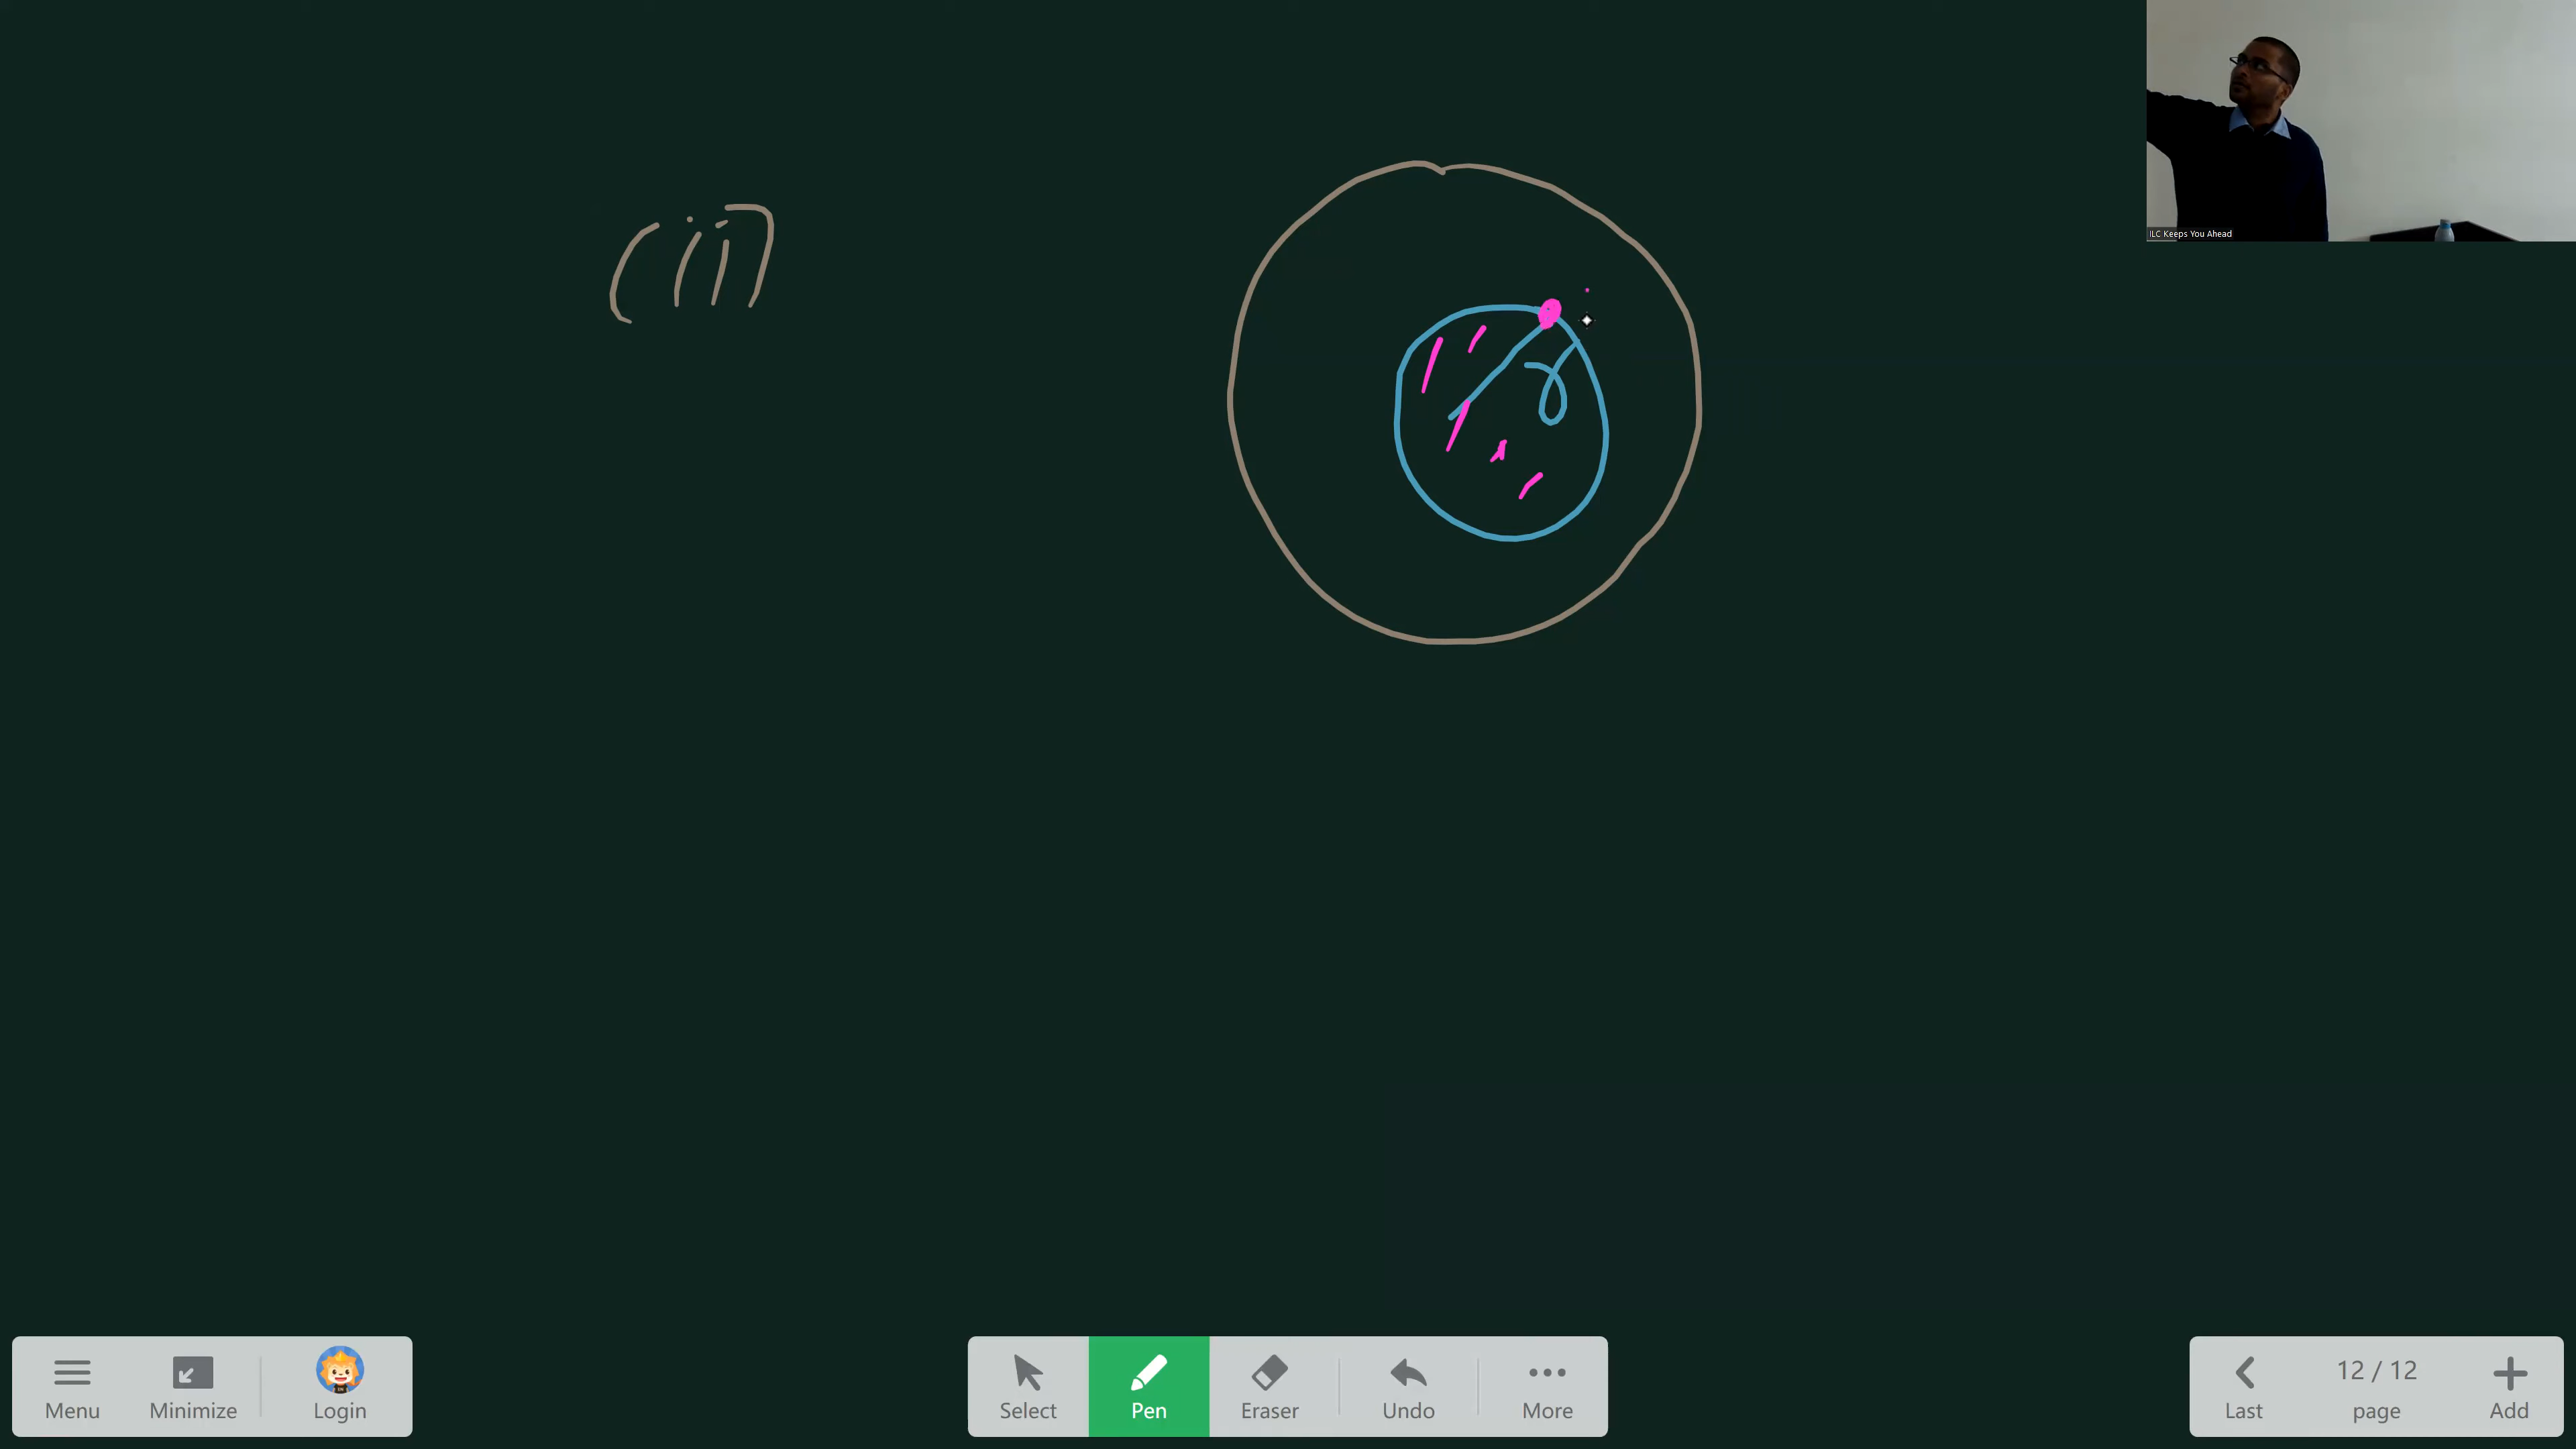 (ii)
r
ILC Keeps You Ahead
Menu
Minimize
Login
Select
Pen
Eraser
Undo
More
Last
12 / 12
page
Add